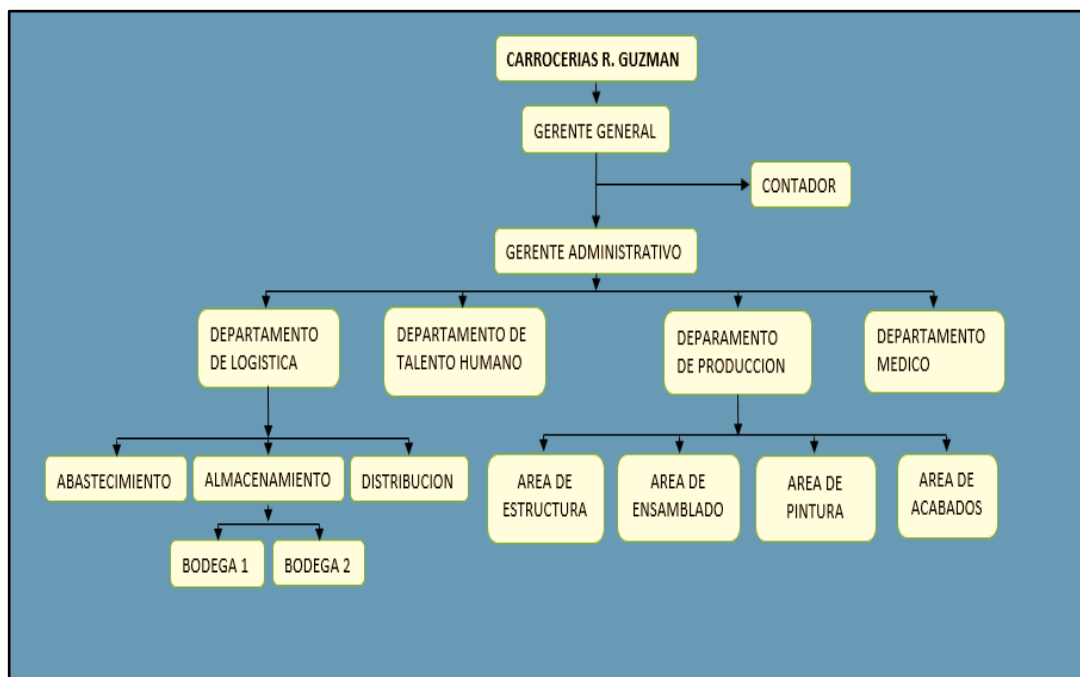 CARROCERIAS R. GUZMAN
GERENTE GENERAL
CONTADOR
GERENTE ADMINISTRATIVO
DEPARTAMENTO
DE LOGISTICA
DEPARTAMENTO DE
TALENTO HUMANO
DEPARAMENTO
DE PRODUCCION
DEPARTAMENTO
MEDICO
ABASTECIMIENTO
ALMACENAMIENTO
DISTRIBUCION
AREA DE
ESTRUCTURA
AREA DE
ENSAMBLADO
AREA DE
PINTURA
AREA DE
ACABADOS
BODEGA 1
BODEGA 2